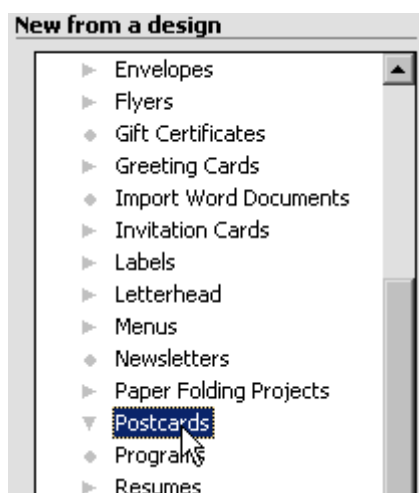 New from a design
Envelopes
Flyers
Gift Certificates
Greeting Cards
Import Word Documents
Invitation Cards
Labels
Letterhead
Menus
Newsletters
Paper Folding Projects
Postcards
Programs
Resumes